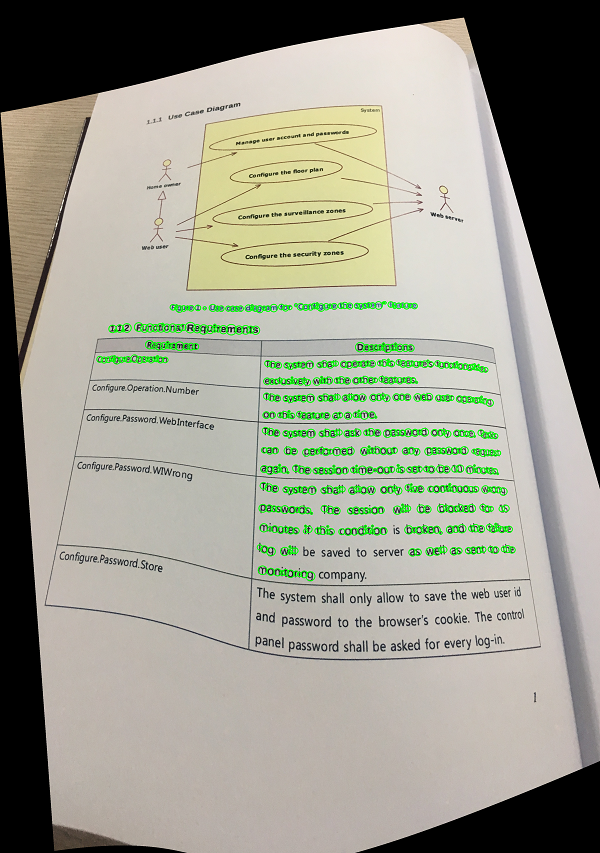 1.1.1 Use Case Diagram
System
Manage user account and passwords
Configure the floor plan
Home owner
Configure the surveillance zones
Web server
Web user
Configure the security zones
Figure 1 - Use case diagram for "Configure the system" feature
1.1.2 Functional Requirements
Requirement Descriptions
Configure.Operation The system shall operate this feature's functionalities
exclusively with the other features.
Configure.Operation.Number The system shall allow only one web user operating
on this feature at a time.
Configure.Password.WebInterface The system shall ask the password only once. Tasks
can be performed without any password request
again. The session time-out is set to be 10 minutes.
Configure.Password.WIWrong The system shall allow only five continuous wrong
passwords. The session will be blocked for 15
minutes if this condition is broken, and the failure
log will be saved to server as well as sent to the
monitoring company.
Configure.Password.Store The system shall only allow to save the web user id
and password to the browser's cookie. The control
panel password shall be asked for every log-in.
1